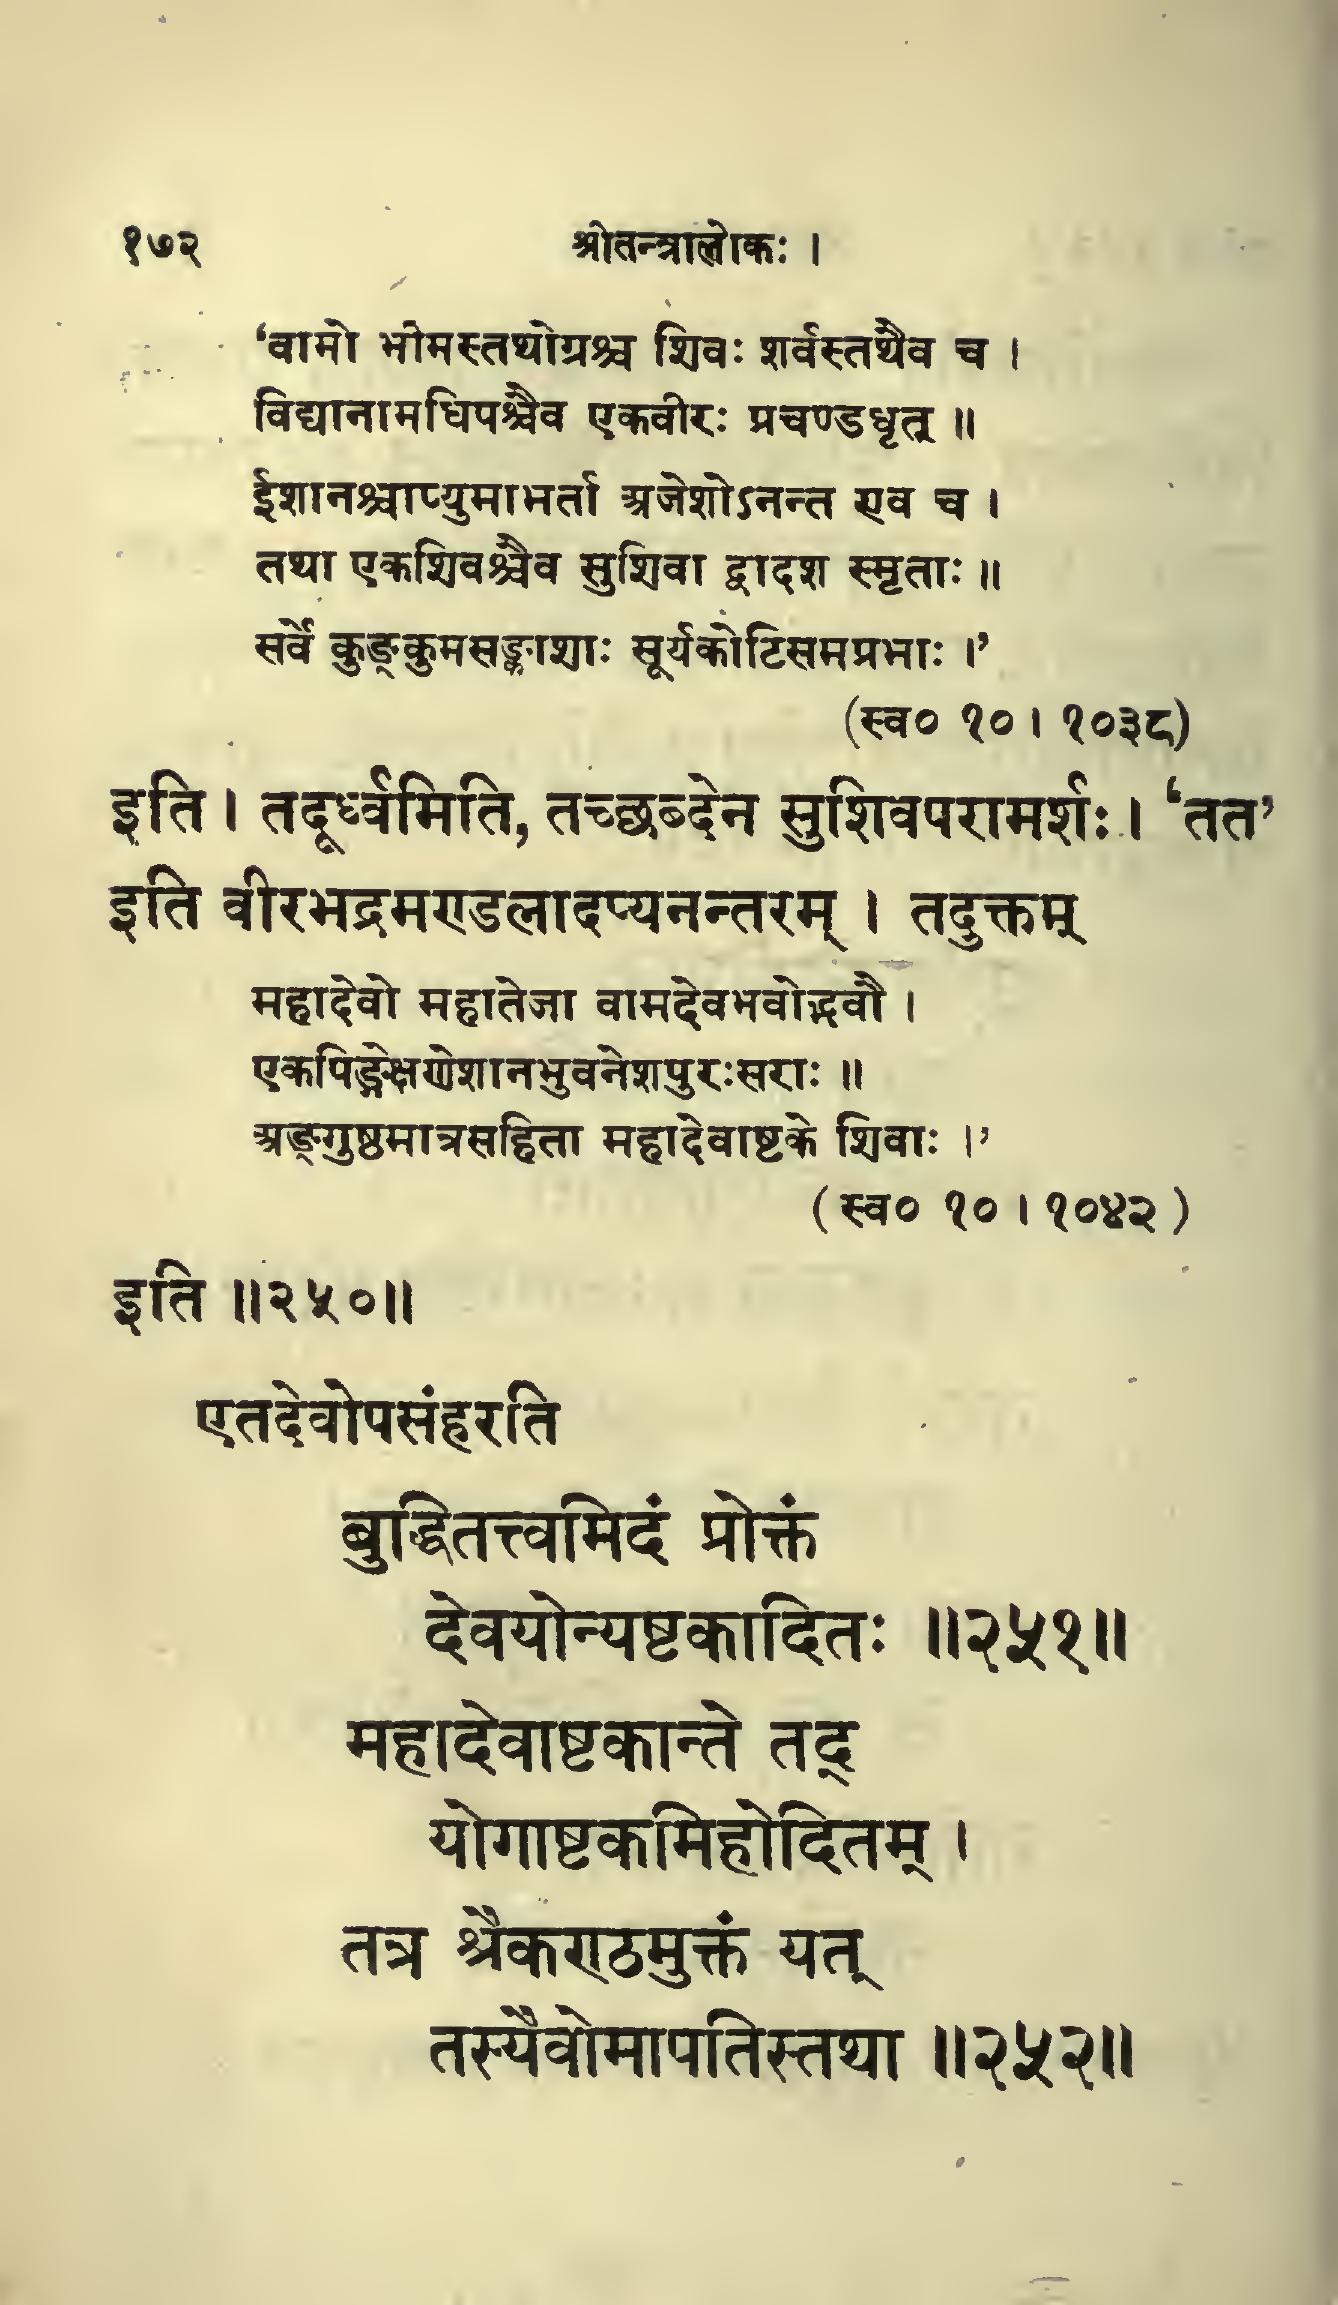 १७२ श्रीतन्त्रालोकः ।
‘वामो भीमस्तथोग्रश्च शिवः शर्वस्तथैव च ।
विद्यानामधिपश्चैव एकवीरः प्रचण्डधृत् ॥
ईशानश्चाप्युमाभर्ता अजेशोऽनन्त एव च ।
तथा एकशिवश्चैव सुशिवा द्वादश स्मृताः ॥
सर्वे कुङ्कुमसङ्काशाः सूर्यकोटिसमप्रभाः ।’
(स्व० १० । १०३८)
इति । तदूर्ध्वमिति, तच्छब्देन सुशिवपरामर्शः । ‘तत’
इति वीरभद्रमण्डलादप्यनन्तरम् । तदुक्तम्
महादेवो महातेजा वामदेवभवोद्भवौ ।
एकपिङ्गेक्षणेशानभुवनेशपुरःसराः ॥
अङ्गुष्ठमात्रसहिता महादेवाष्टके शिवाः ।’
( स्व० १० । १०४२ )
इति ॥२५०॥
एतदेवोपसंहरति
बुद्धितत्त्वमिदं प्रोक्तं
देवयोन्यष्टकादितः ॥२५१॥
महादेवाष्टकान्ते तद्
योगाष्टकमिहोदितम् ।
तत्र श्रैकण्ठमुक्तं यत्
तस्यैवोमापतिस्तथा ॥२५२॥